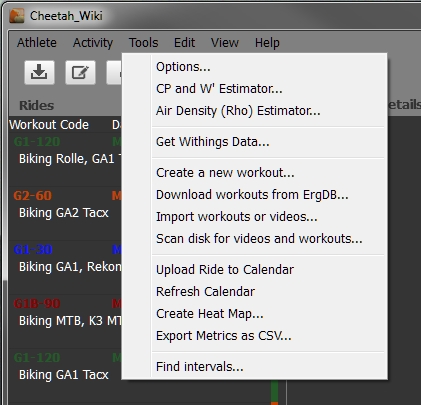 Cheetah_Wiki
Athlete Activity Tools Edit View Help
Rides
Workout Code
G1-120
Biking Rolle, GA1
G2-60
Biking GA2 Tacx
G1-30
Biking GA1, Rekon
G1B-90
Biking MTB, K3 MT
G1-120
Biking GA1 Tacx
Options...
CP and W' Estimator...
Air Density (Rho) Estimator...
Get Withings Data...
Create a new workout...
Download workouts from ErgDB...
Import workouts or videos...
Scan disk for videos and workouts...
Upload Ride to Calendar
Refresh Calendar
Create Heat Map...
Export Metrics as CSV...
Find intervals...
etails